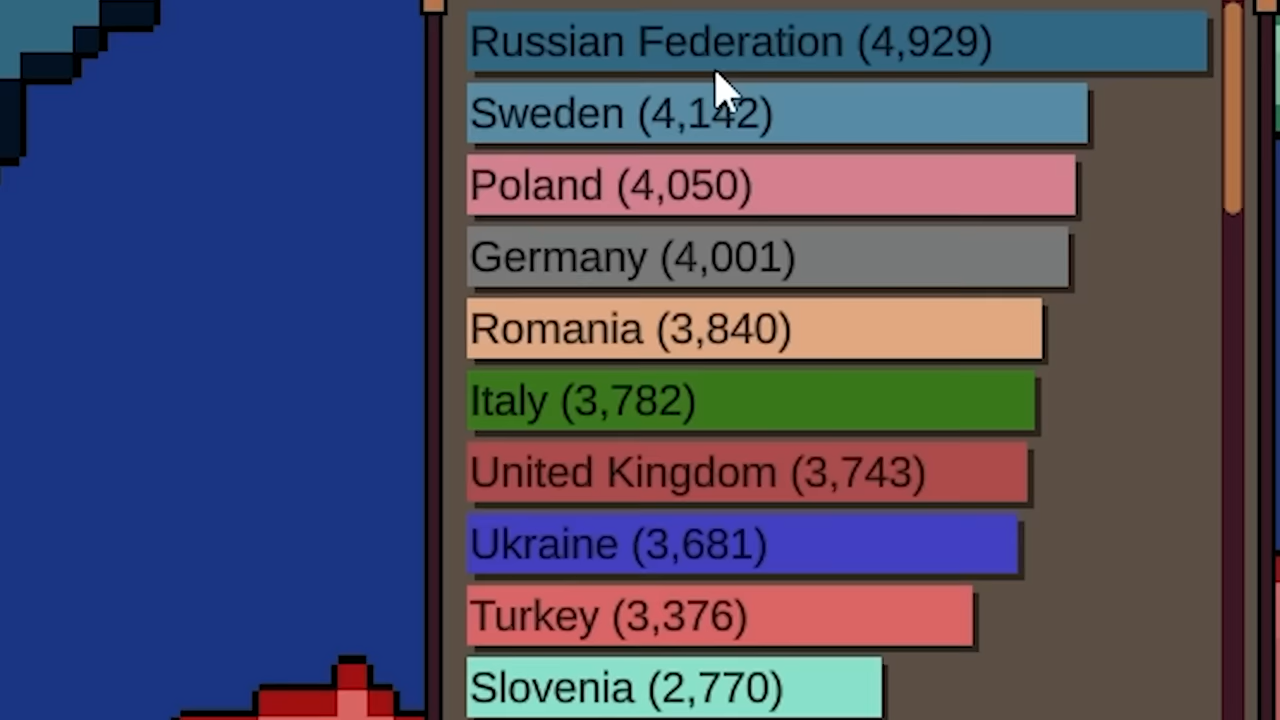 Russian Federation (4,929)
Sweden (4,142)
Poland (4,050)
Germany (4,001)
Romania (3,840)
Italy (3,782)
United Kingdom (3,743)
Ukraine (3,681)
Turkey (3,376)
Slovenia (2,770)